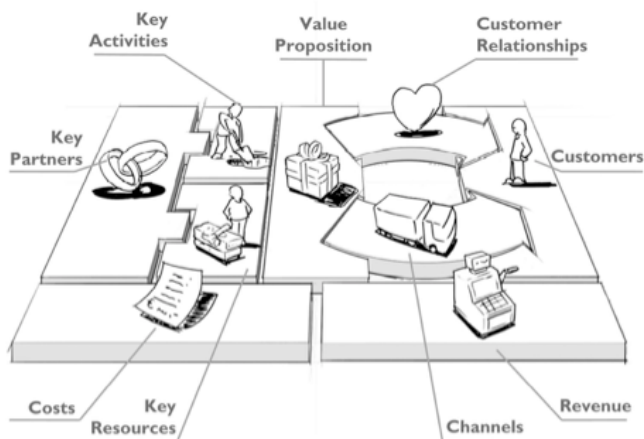 Key
Activities
Value
Proposition
Customer
Relationships
Key
Partners
Customers
Costs
Key
Resources
Channels
Revenue